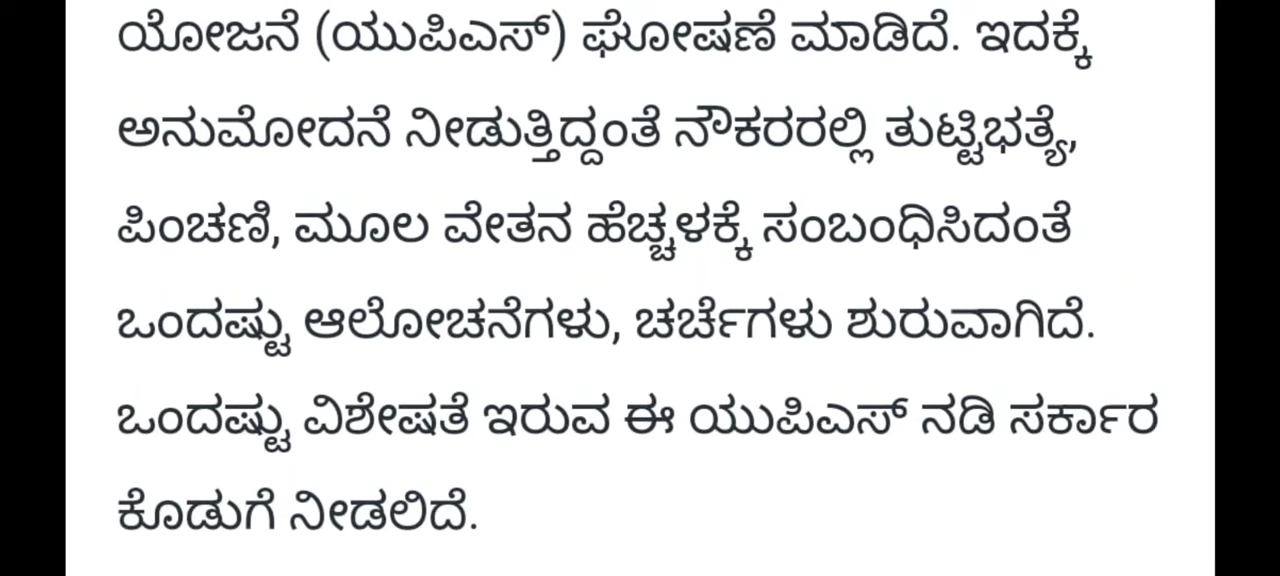 ಯೋಜನೆ (ಯುಪಿಎಸ್) ಘೋಷಣೆ ಮಾಡಿದೆ. ಇದಕ್ಕೆ
ಅನುಮೋದನೆ ನೀಡುತ್ತಿದ್ದಂತೆ ನೌಕರರಲ್ಲಿ ತುಟ್ಟಿಭತ್ಯೆ,
ಪಿಂಚಣಿ, ಮೂಲ ವೇತನ ಹೆಚ್ಚಳಕ್ಕೆ ಸಂಬಂಧಿಸಿದಂತೆ
ಒಂದಷ್ಟು ಆಲೋಚನೆಗಳು, ಚರ್ಚೆಗಳು ಶುರುವಾಗಿದೆ.
ಒಂದಷ್ಟು ವಿಶೇಷತೆ ಇರುವ ಈ ಯುಪಿಎಸ್ ನಡಿ ಸರ್ಕಾರ
ಕೊಡುಗೆ ನೀಡಲಿದೆ.